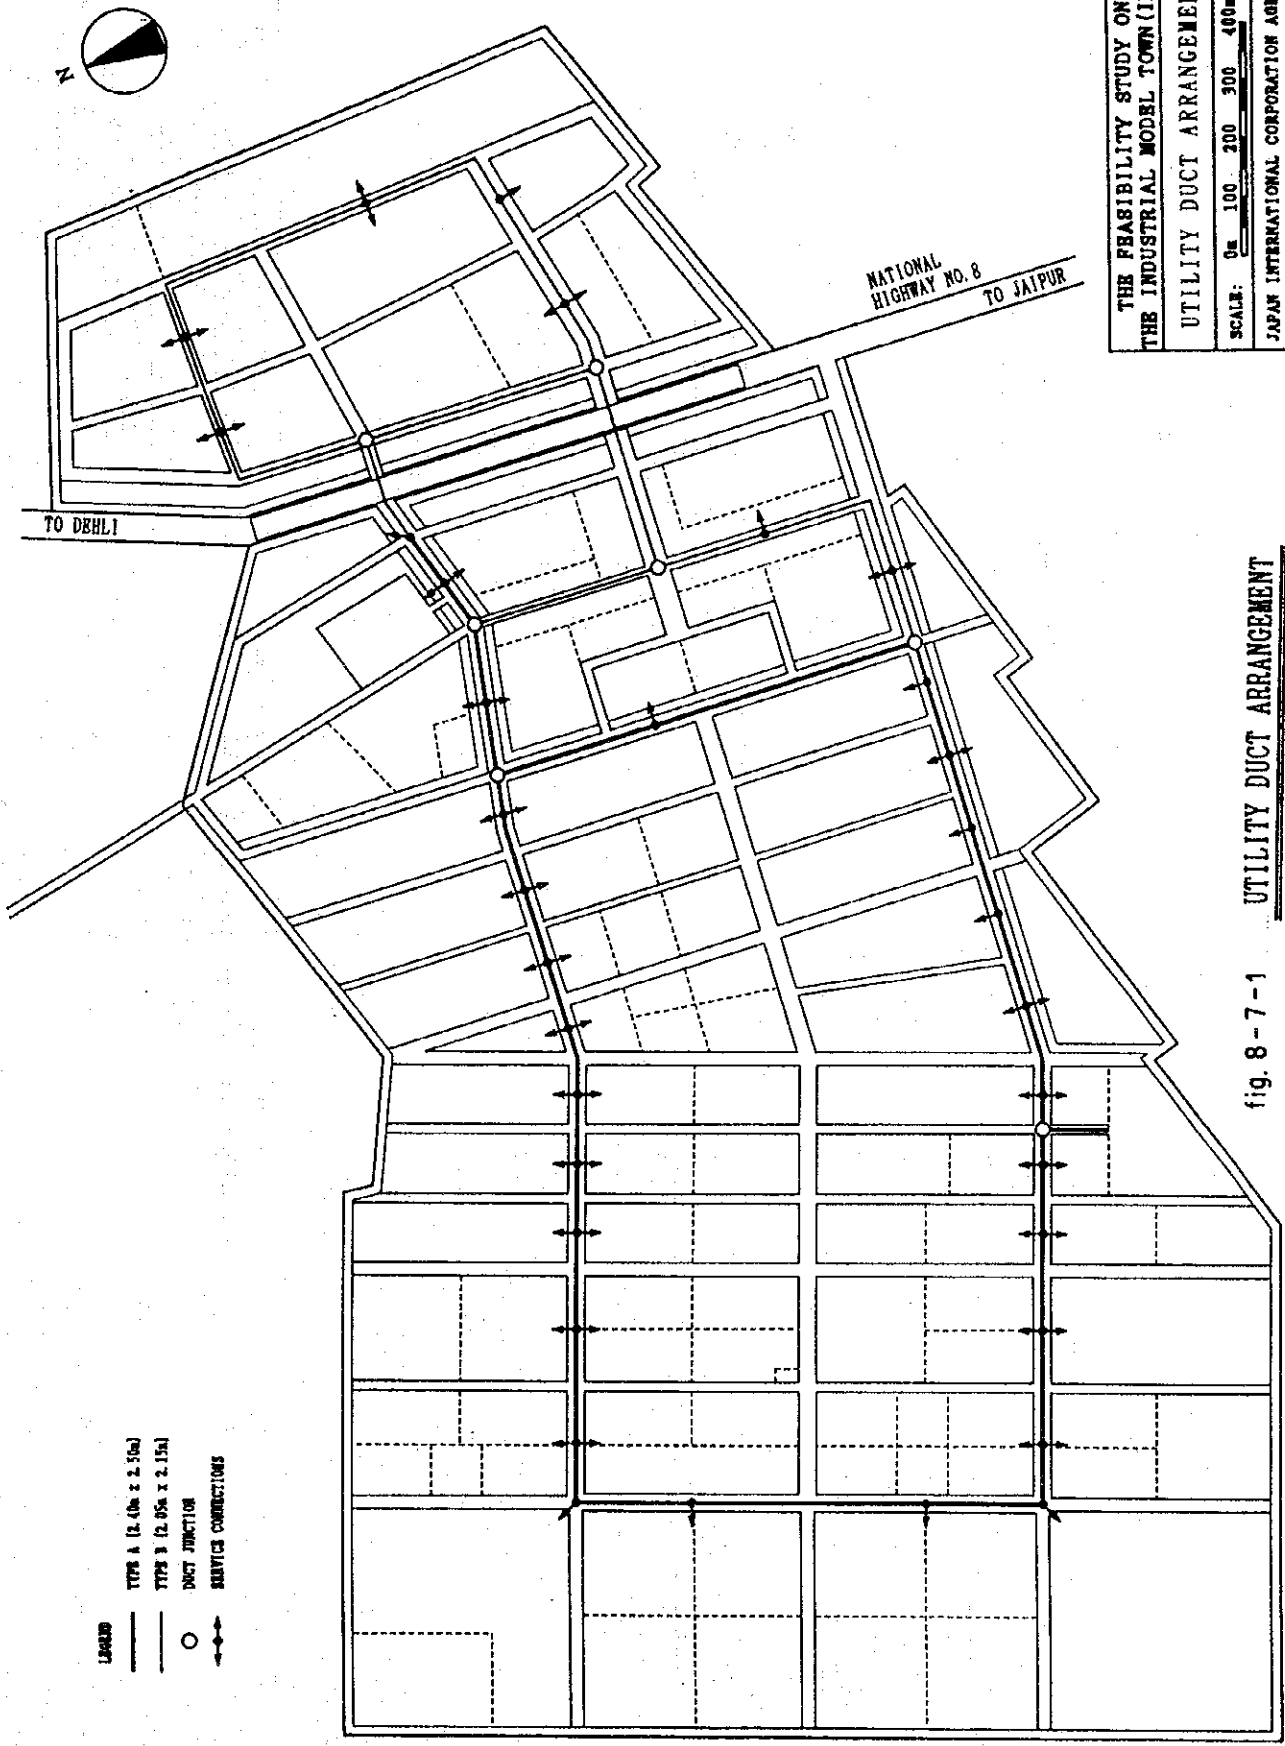 N
THE FEASIBILITY STUDY ON
THE INDUSTRIAL MODEL TOWN
UTILITY DUCT ARRANGEMEN
SCALE: 0m 100 200 300 400m
JAPAN INTERNATIONAL CORPORATION
NATIONAL
HIGHWAY NO. 8
TO JAIPUR
TO DEHLI
LEGEND
TYPE A (2.40m x 2.50m)
TYPE B (2.05m x 2.15m)
DUCT JUNCTION
SERVICE CONNECTIONS
fig. 8-7-1 UTILITY DUCT ARRANGEMENT